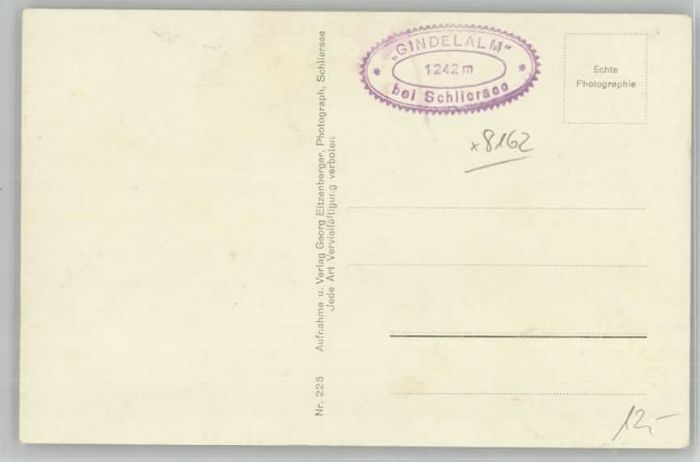 „GINDELALM"
* 1242 m *
bei Schliersee
Echte
Photographie
x 8162
Nr. 225 Aufnahme u. Verlag Georg Eitzenberger, Photograph, Schliersee
Jede Art Vervielfältigung verboten
12,-